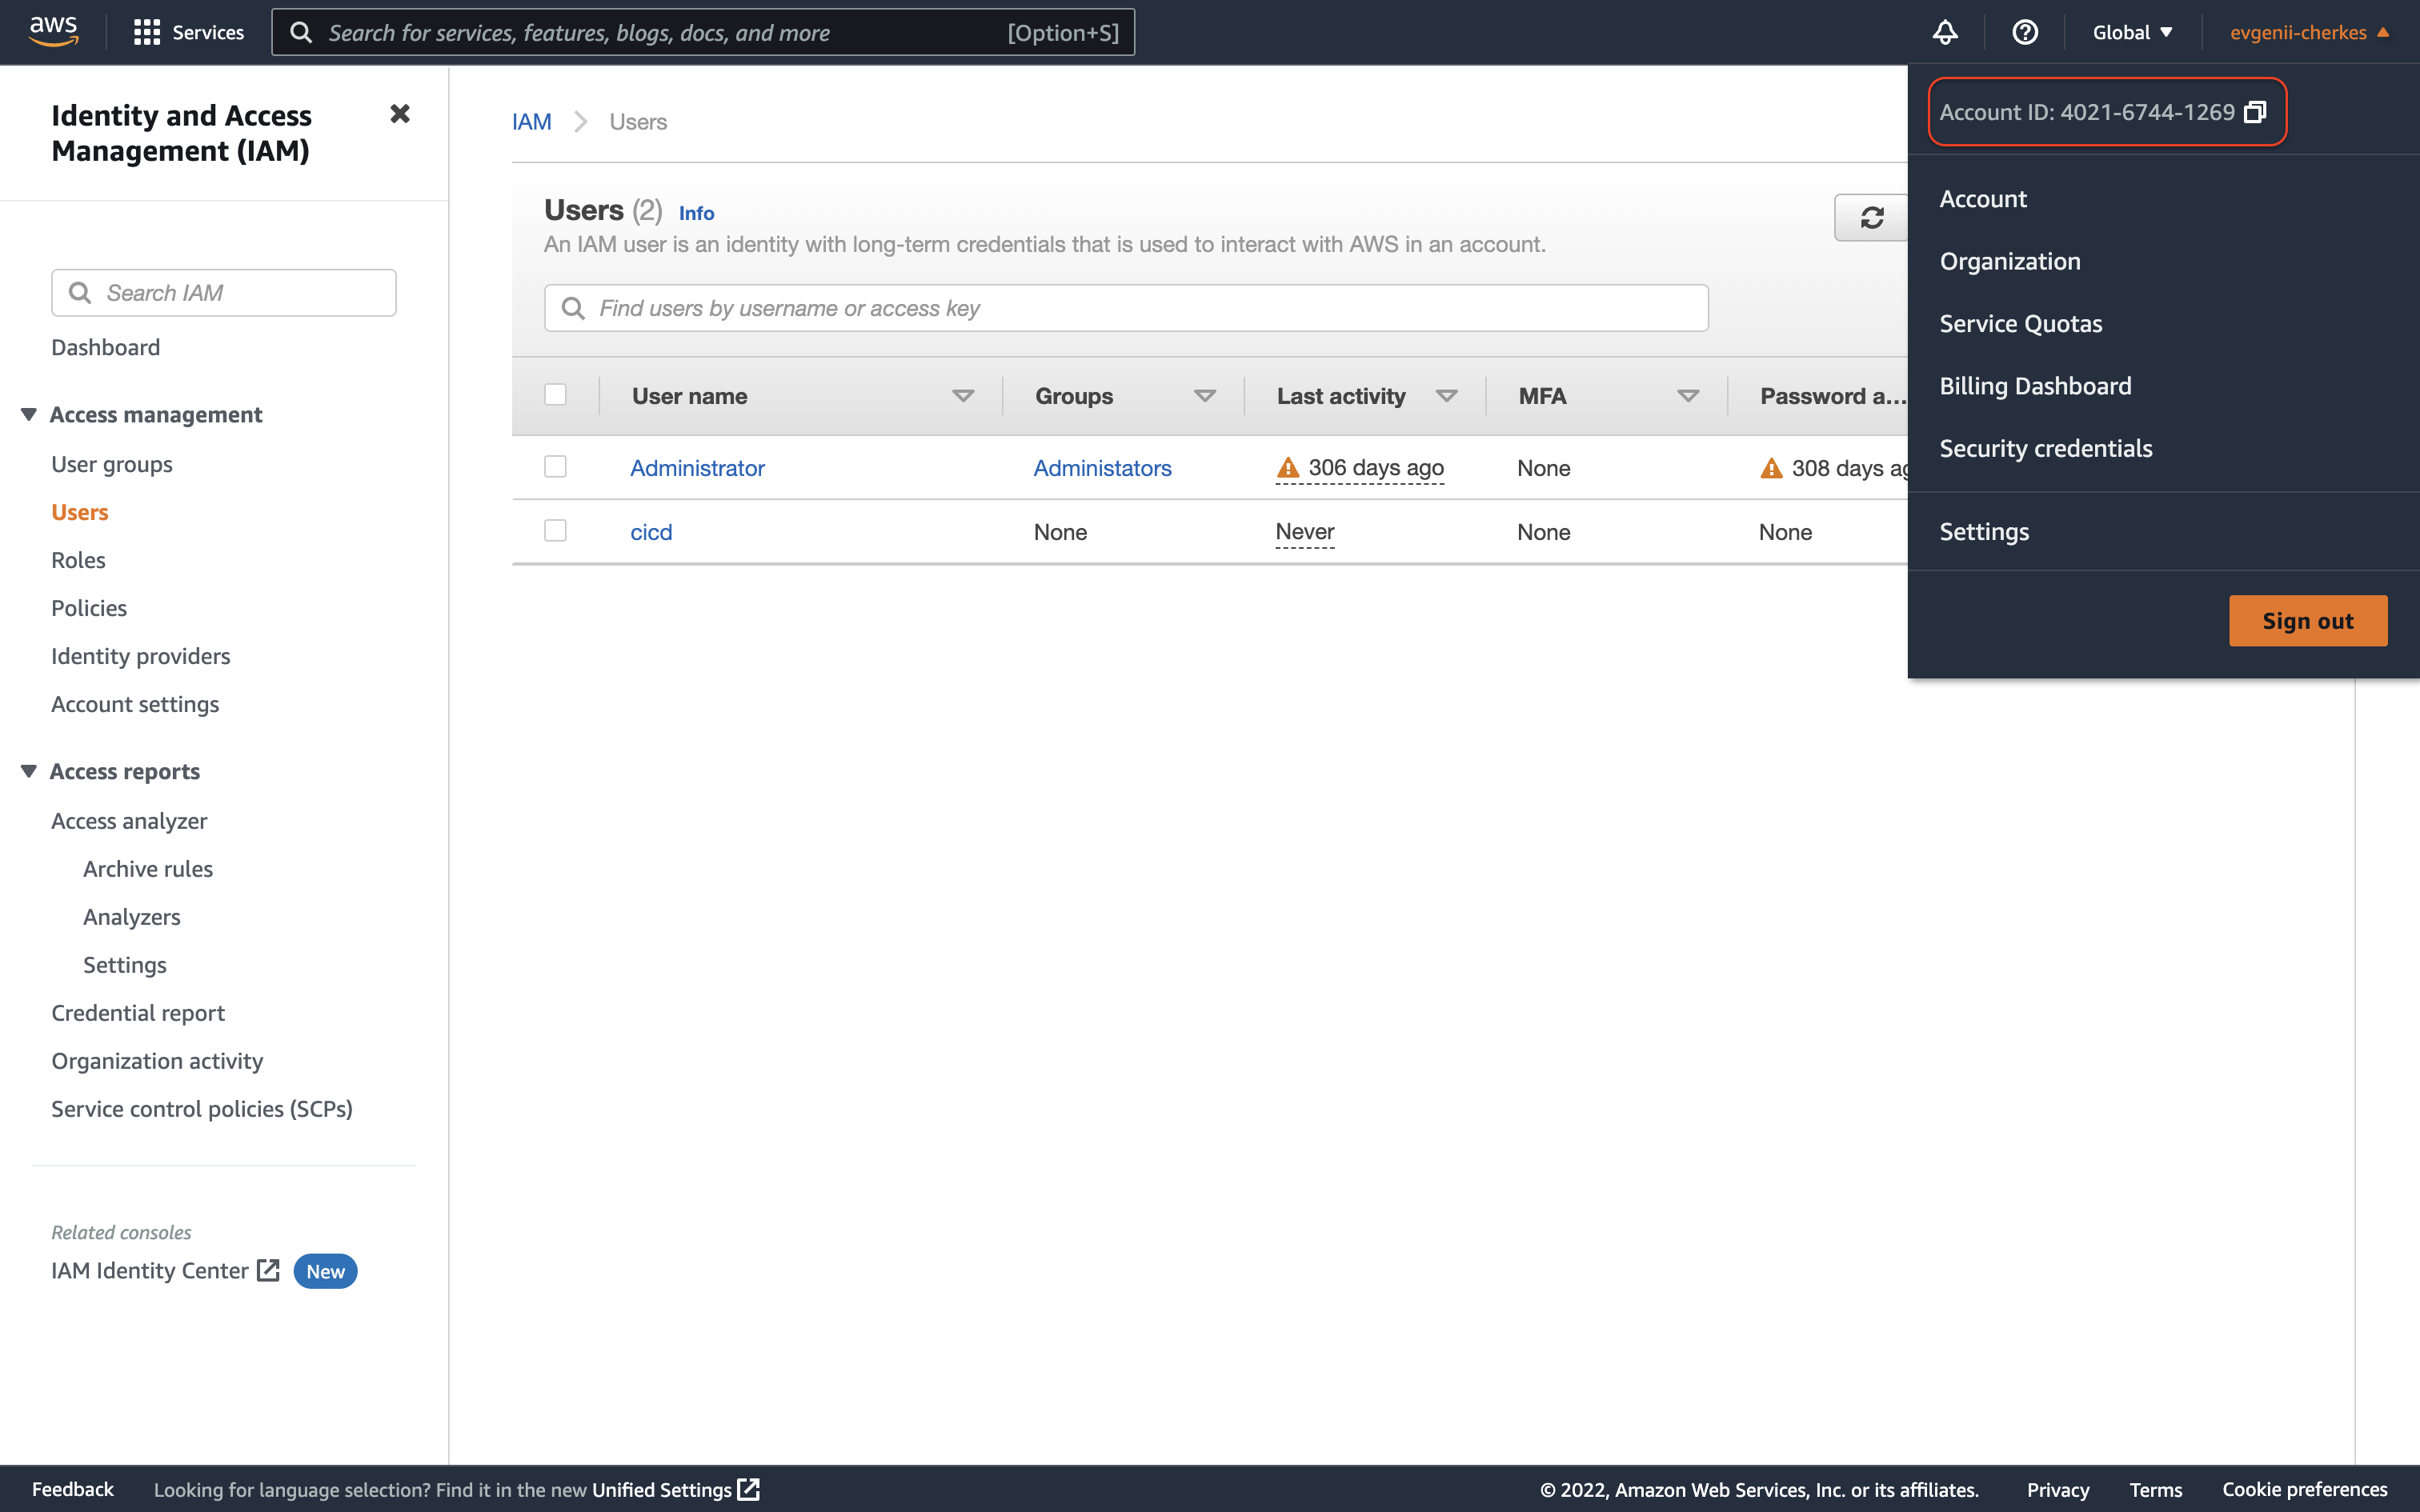 aws
Services
Search for services, features, blogs, docs, and more
[Option+S]
Global
evgenii-cherkes
Account ID: 4021-6744-1269
Account
Organization
Service Quotas
Billing Dashboard
Security credentials
Settings
Sign out
Identity and Access
Management (IAM)
Search IAM
Dashboard
Access management
User groups
Users
Roles
Policies
Identity providers
Account settings
Access reports
Access analyzer
Archive rules
Analyzers
Settings
Credential report
Organization activity
Service control policies (SCPs)
Related consoles
IAM Identity Center New
IAM > Users
Users (2) Info
An IAM user is an identity with long-term credentials that is used to interact with AWS in an account.
Find users by username or access key
User name Groups Last activity MFA Password a...
Administrator Administators 306 days ago None 308 days
cicd None Never None None
Feedback Looking for language selection? Find it in the new Unified Settings
© 2022, Amazon Web Services, Inc. or its affiliates. Privacy Terms Cookie preferences